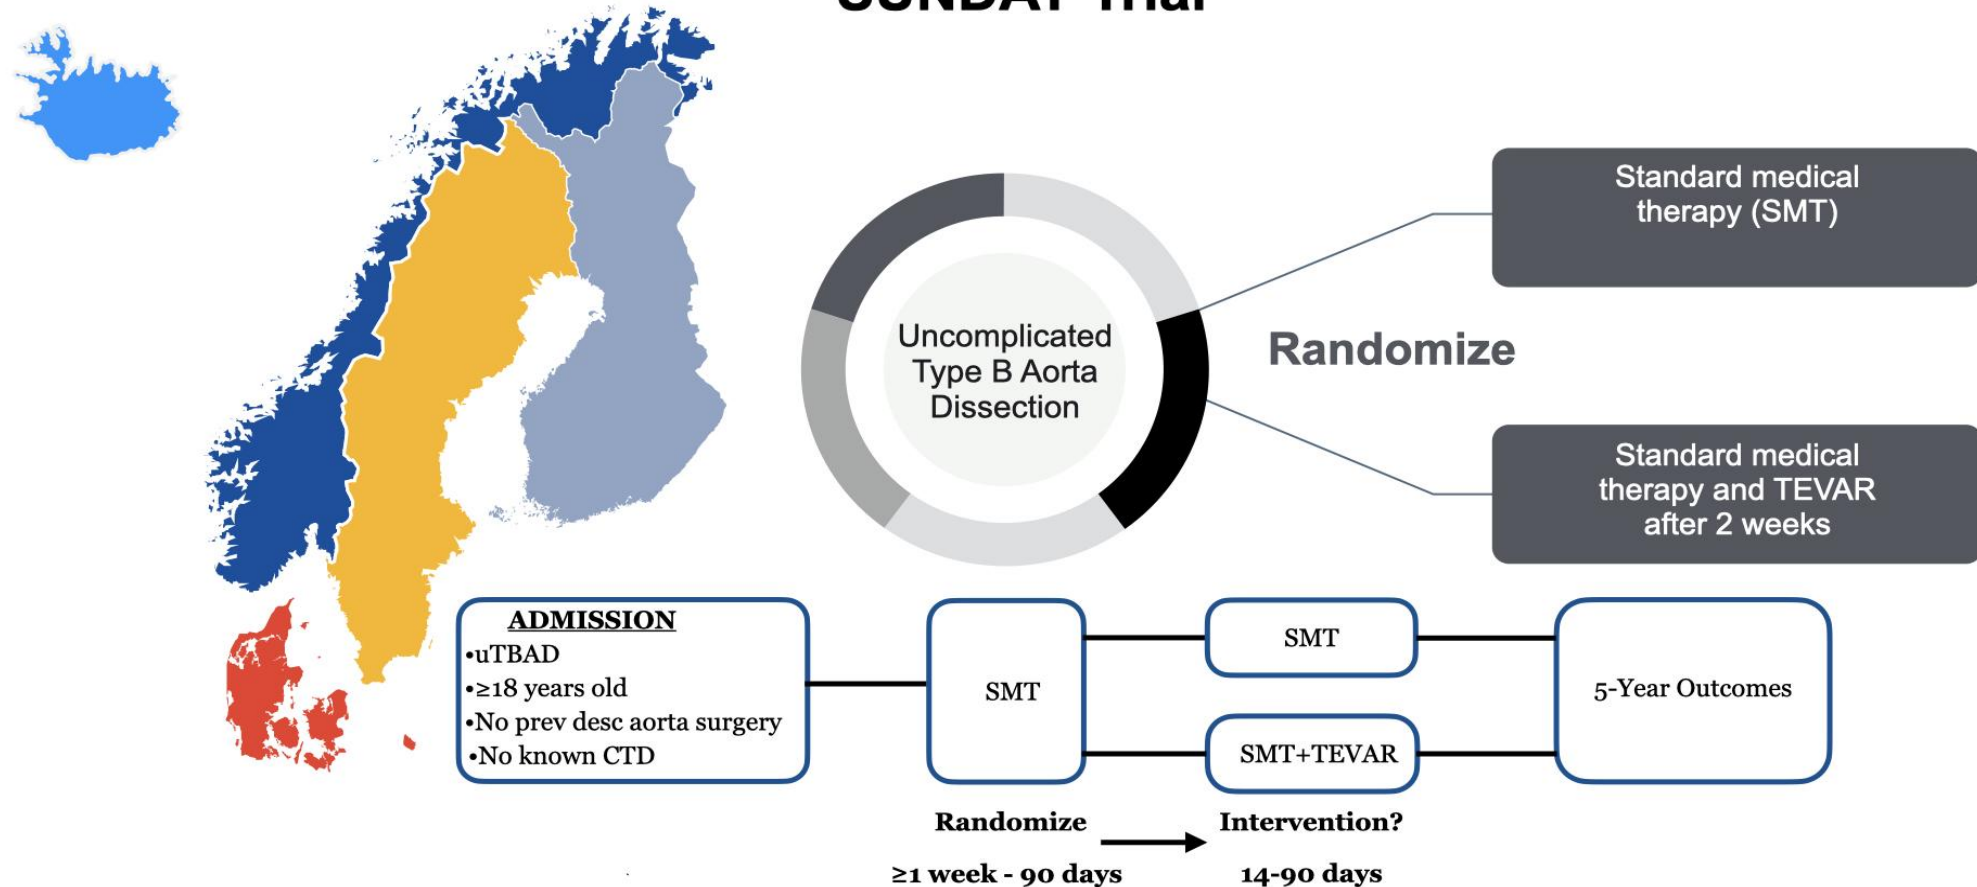 SUNDAY Trial
Standard medical
therapy (SMT)
Uncomplicated
Type B Aorta
Dissection
Randomize
Standard medical
therapy and TEVAR
after 2 weeks
ADMISSION
•uTBAD
•≥18 years old
•No prev desc aorta surgery
•No known CTD
SMT
SMT
SMT+TEVAR
5-Year Outcomes
Randomize
≥1 week - 90 days
Intervention?
14-90 days